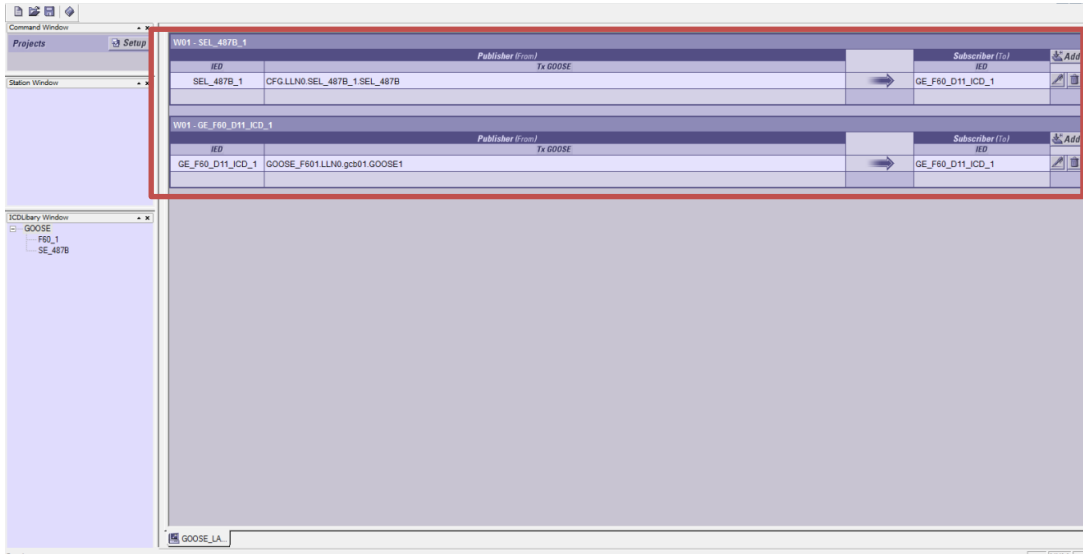 Command Window
Projects Setup
Station Window
ICDLibary Window
GOOSE
F60_1
SE_487B
W01 - SEL_487B_1
Publisher (From) Subscriber (To) Add
IED Tx GOOSE IED
SEL_487B_1 CFG.LLN0.SEL_487B_1.SEL_487B GE_F60_D11_ICD_1
W01 - GE_F60_D11_ICD_1
Publisher (From) Subscriber (To) Add
IED Tx GOOSE IED
GE_F60_D11_ICD_1 GOOSE_F601.LLN0.gcb01.GOOSE1 GE_F60_D11_ICD_1
GOOSE_LA...